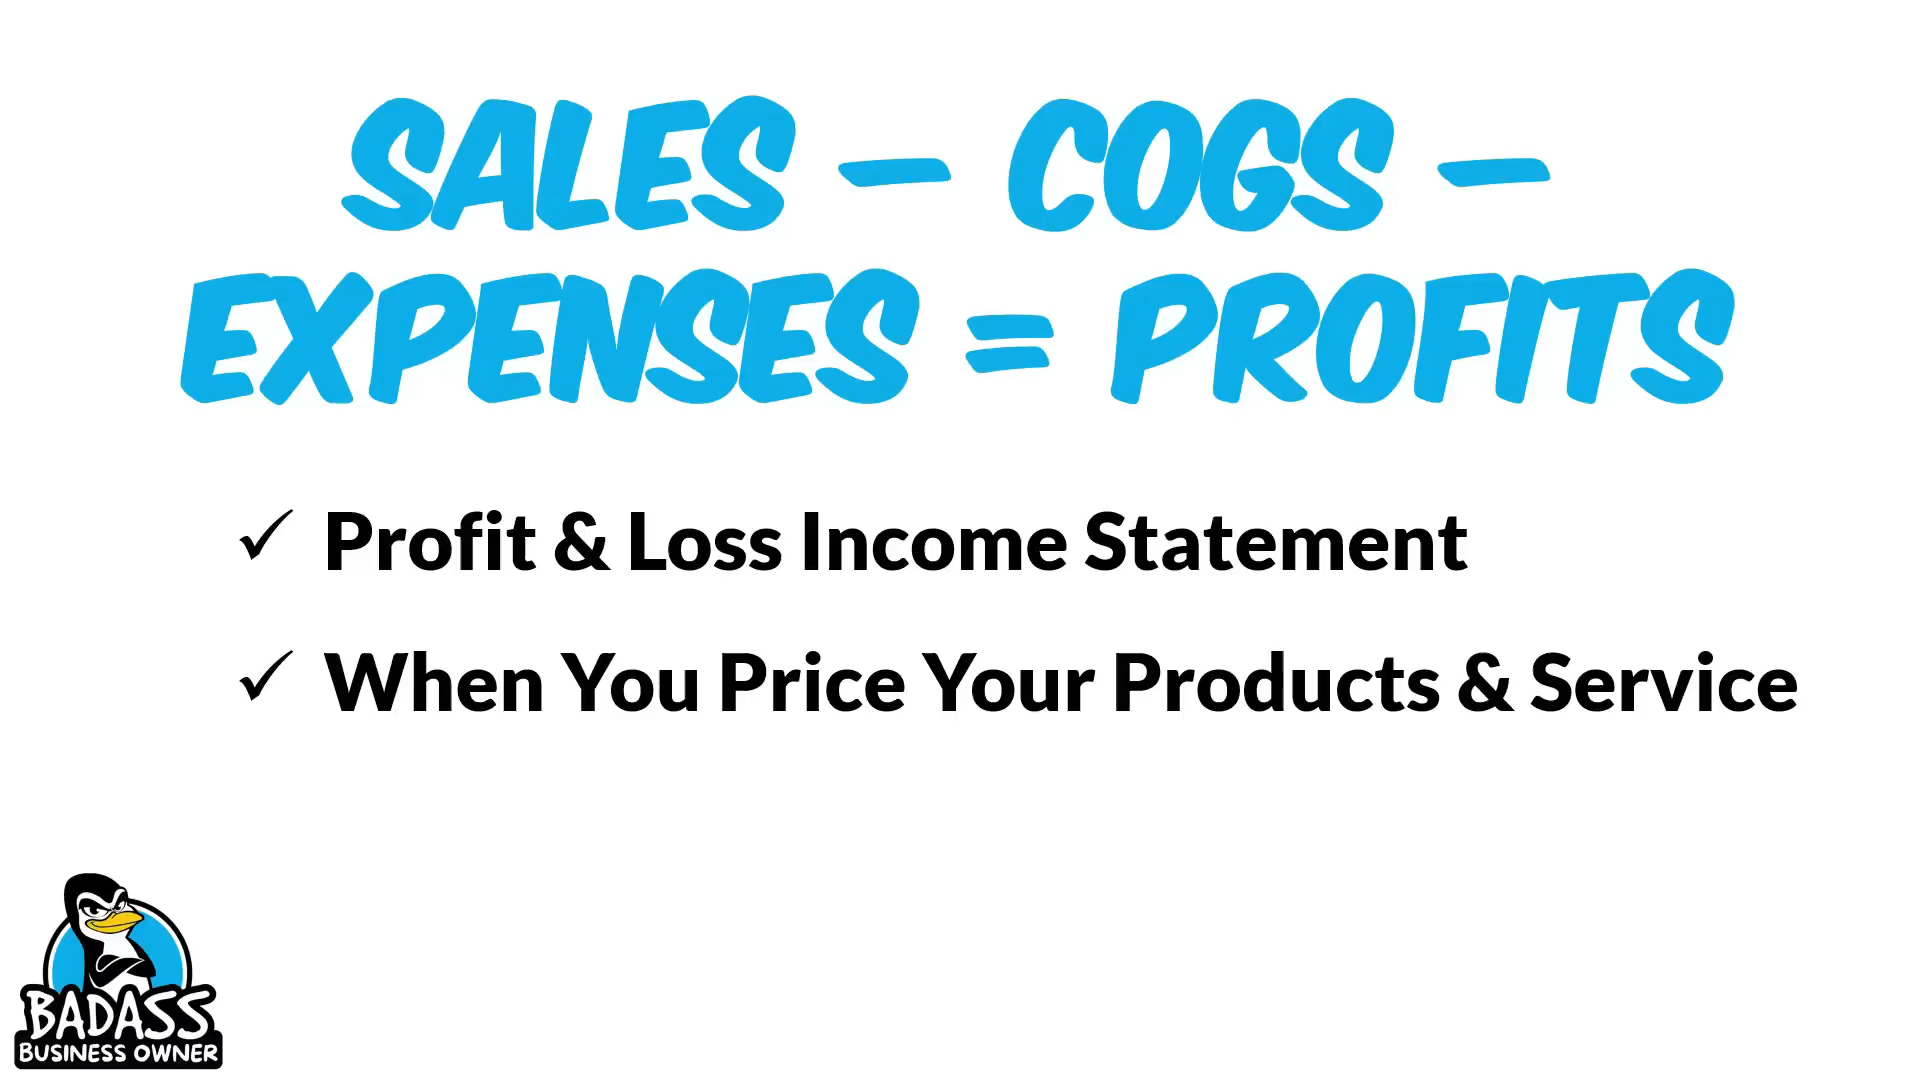 SALES – COGS –
EXPENSES = PROFITS
✓ Profit & Loss Income Statement
✓ When You Price Your Products & Service
BADASS
BUSINESS OWNER